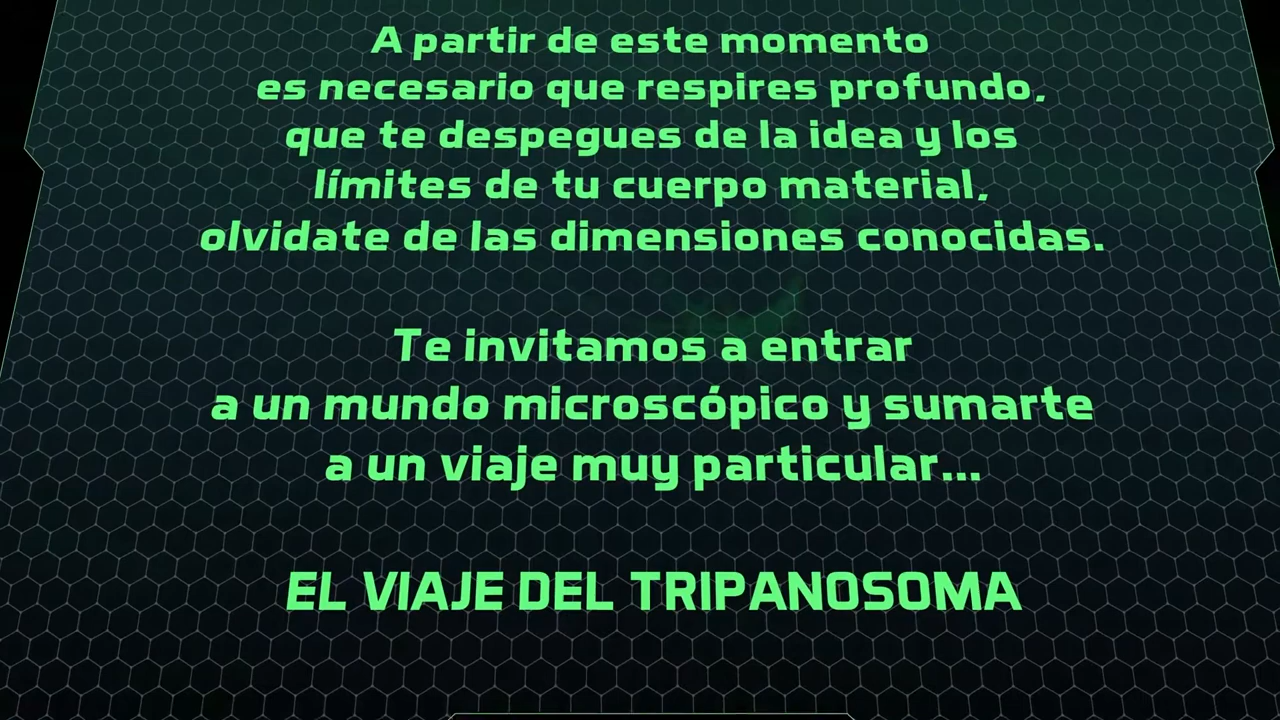 A partir de este momento
es necesario que respires profundo,
que te despegues de la idea y los
límites de tu cuerpo material,
olvidate de las dimensiones conocidas.
Te invitamos a entrar
a un mundo microscópico y sumarte
a un viaje muy particular...
EL VIAJE DEL TRIPANOSOMA